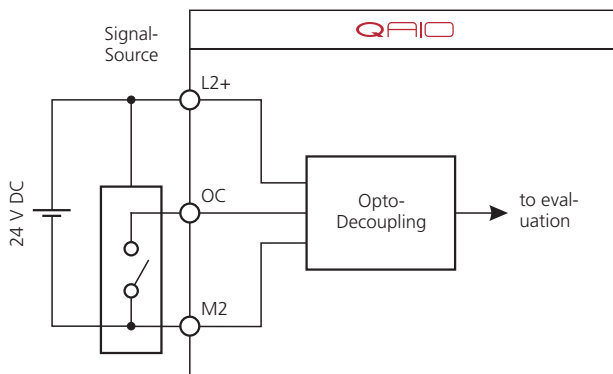 QAIO
Signal-
Source
L2+
24 V DC
OC
Opto-
Decoupling
to eval-
uation
M2